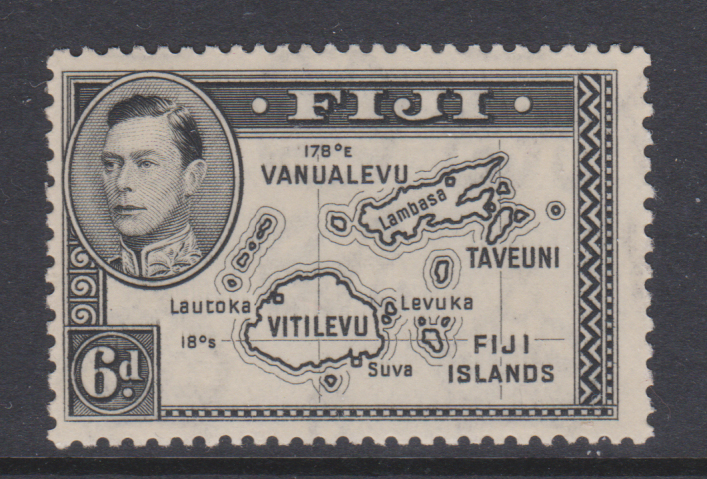 • FIJI •
178°E
VANUALEVU
Lambasa
TAVEUNI
Lautoka
Levuka
VITILEVU
18°S
FIJI
ISLANDS
Suva
6d.